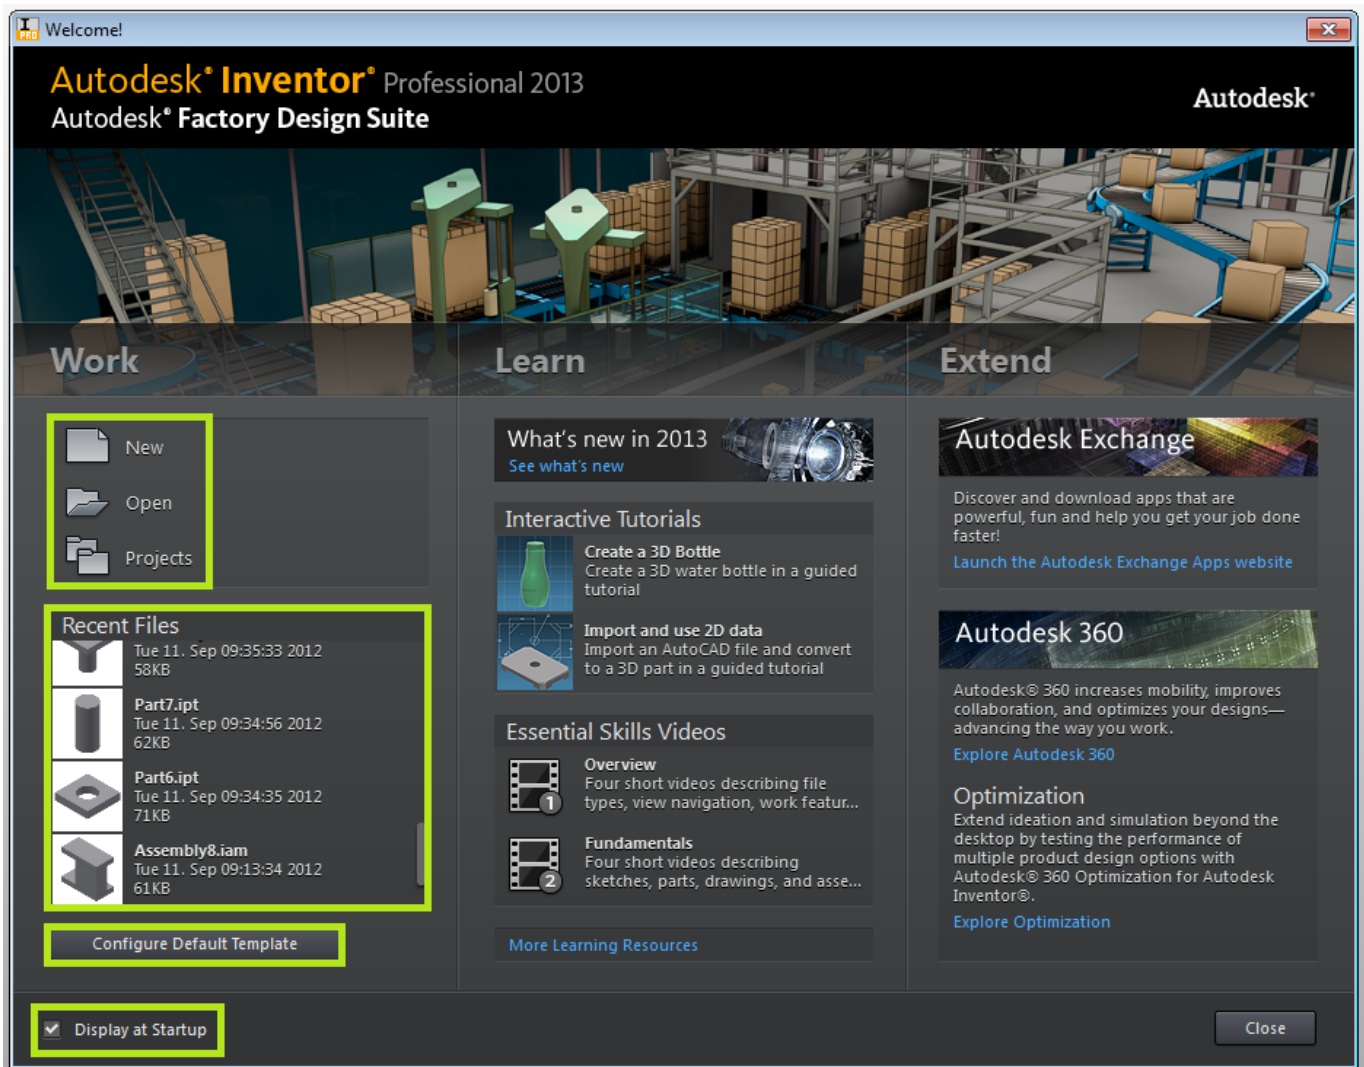 I
PRO
Welcome!
Autodesk® Inventor® Professional 2013
Autodesk® Factory Design Suite
Autodesk®
Work
New
Open
Projects
Recent Files
Tue 11. Sep 09:35:33 2012
58KB
Part7.ipt
Tue 11. Sep 09:34:56 2012
62KB
Part6.ipt
Tue 11. Sep 09:34:35 2012
71KB
Assembly8.iam
Tue 11. Sep 09:13:34 2012
61KB
Configure Default Template
Display at Startup
Learn
What's new in 2013
See what's new
Interactive Tutorials
Create a 3D Bottle
Create a 3D water bottle in a guided
tutorial
Import and use 2D data
Import an AutoCAD file and convert
to a 3D part in a guided tutorial
Essential Skills Videos
1
Overview
Four short videos describing file
types, view navigation, work featur...
2
Fundamentals
Four short videos describing
sketches, parts, drawings, and asse...
More Learning Resources
Extend
Autodesk Exchange
Discover and download apps that are
powerful, fun and help you get your job done
faster!
Launch the Autodesk Exchange Apps website
Autodesk 360
Autodesk® 360 increases mobility, improves
collaboration, and optimizes your designs—
advancing the way you work.
Explore Autodesk 360
Optimization
Extend ideation and simulation beyond the
desktop by testing the performance of
multiple product design options with
Autodesk® 360 Optimization for Autodesk
Inventor®.
Explore Optimization
Close